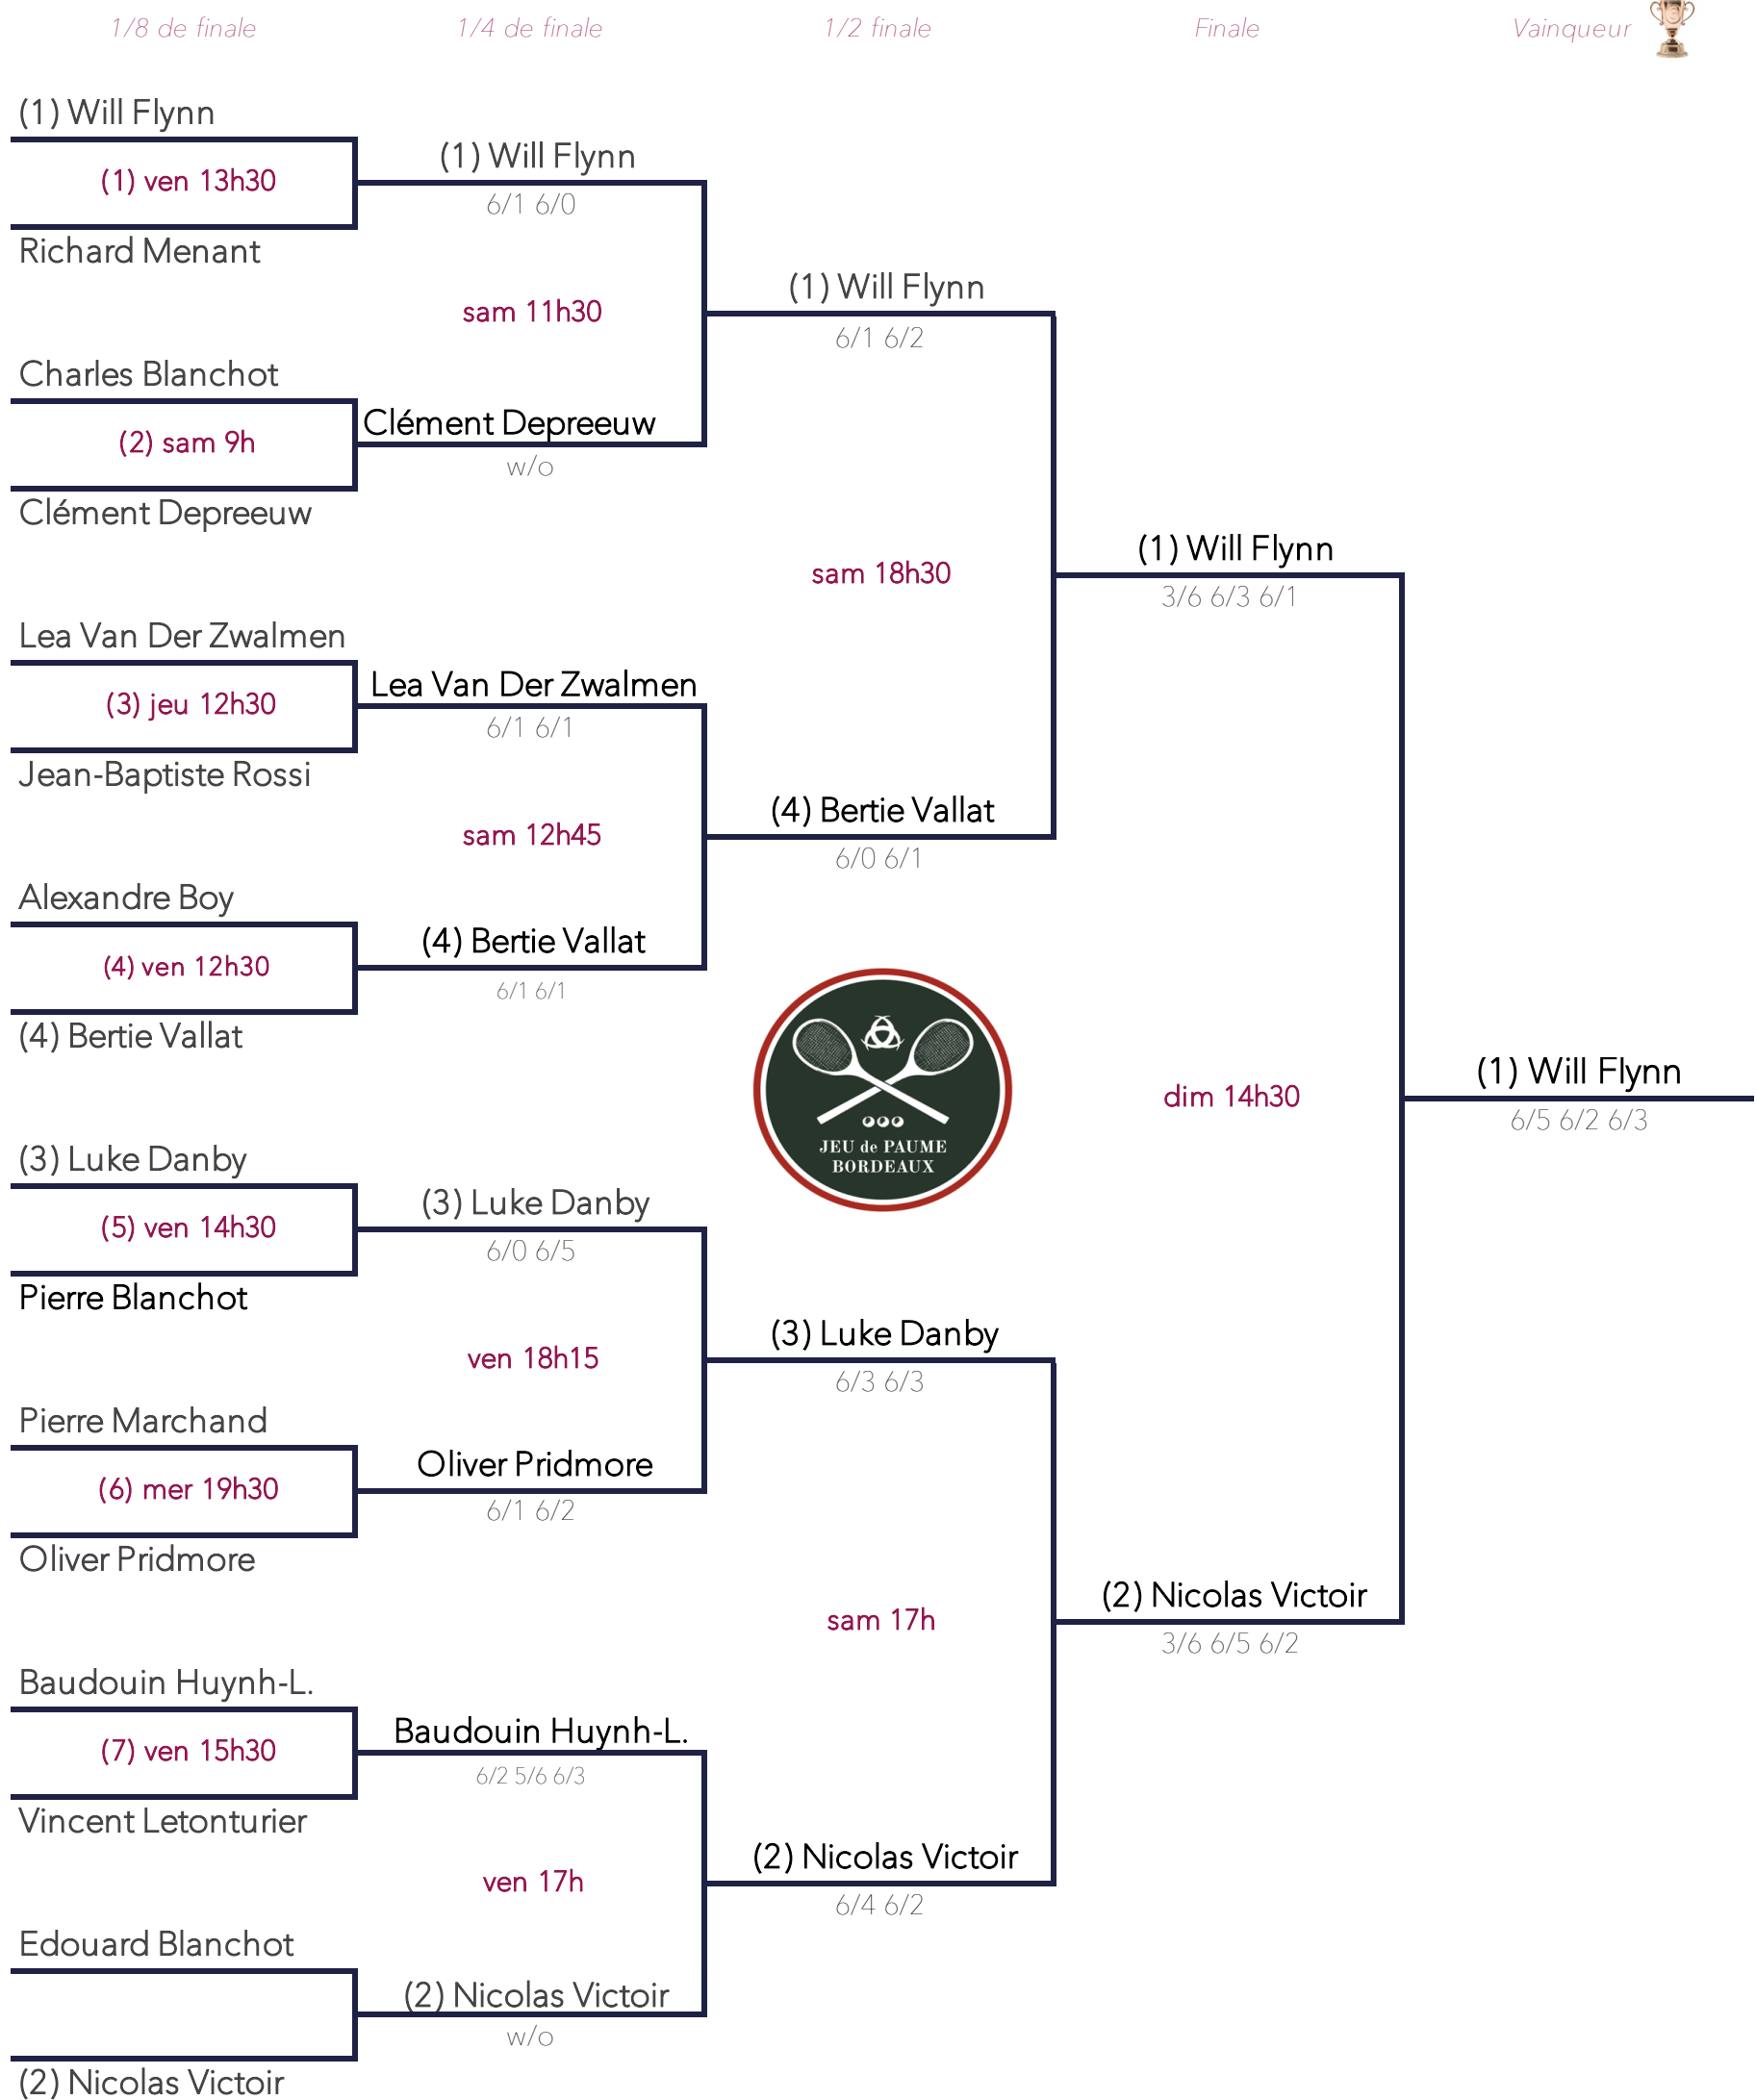 1/8 de finale
1/4 de finale
1/2 finale
Finale
Vainqueur
(1) Will Flynn
(1) ven 13h30
Richard Menant
(1) Will Flynn
6/1 6/0
sam 11h30
Charles Blanchot
(2) sam 9h
Clément Depreeuw
Clément Depreeuw
w/o
(1) Will Flynn
6/1 6/2
sam 18h30
Lea Van Der Zwalmen
(3) jeu 12h30
Jean-Baptiste Rossi
Lea Van Der Zwalmen
6/1 6/1
sam 12h45
Alexandre Boy
(4) ven 12h30
(4) Bertie Vallat
(4) Bertie Vallat
6/1 6/1
(4) Bertie Vallat
6/0 6/1
(1) Will Flynn
3/6 6/3 6/1
JEU de PAUME
BORDEAUX
dim 14h30
(1) Will Flynn
6/5 6/2 6/3
(3) Luke Danby
(5) ven 14h30
Pierre Blanchot
(3) Luke Danby
6/0 6/5
ven 18h15
Pierre Marchand
(6) mer 19h30
Oliver Pridmore
Oliver Pridmore
6/1 6/2
(3) Luke Danby
6/3 6/3
sam 17h
(2) Nicolas Victoir
3/6 6/5 6/2
Baudouin Huynh-L.
(7) ven 15h30
Vincent Letonturier
Baudouin Huynh-L.
6/2 5/6 6/3
ven 17h
(2) Nicolas Victoir
6/4 6/2
Edouard Blanchot
(2) Nicolas Victoir
(2) Nicolas Victoir
w/o